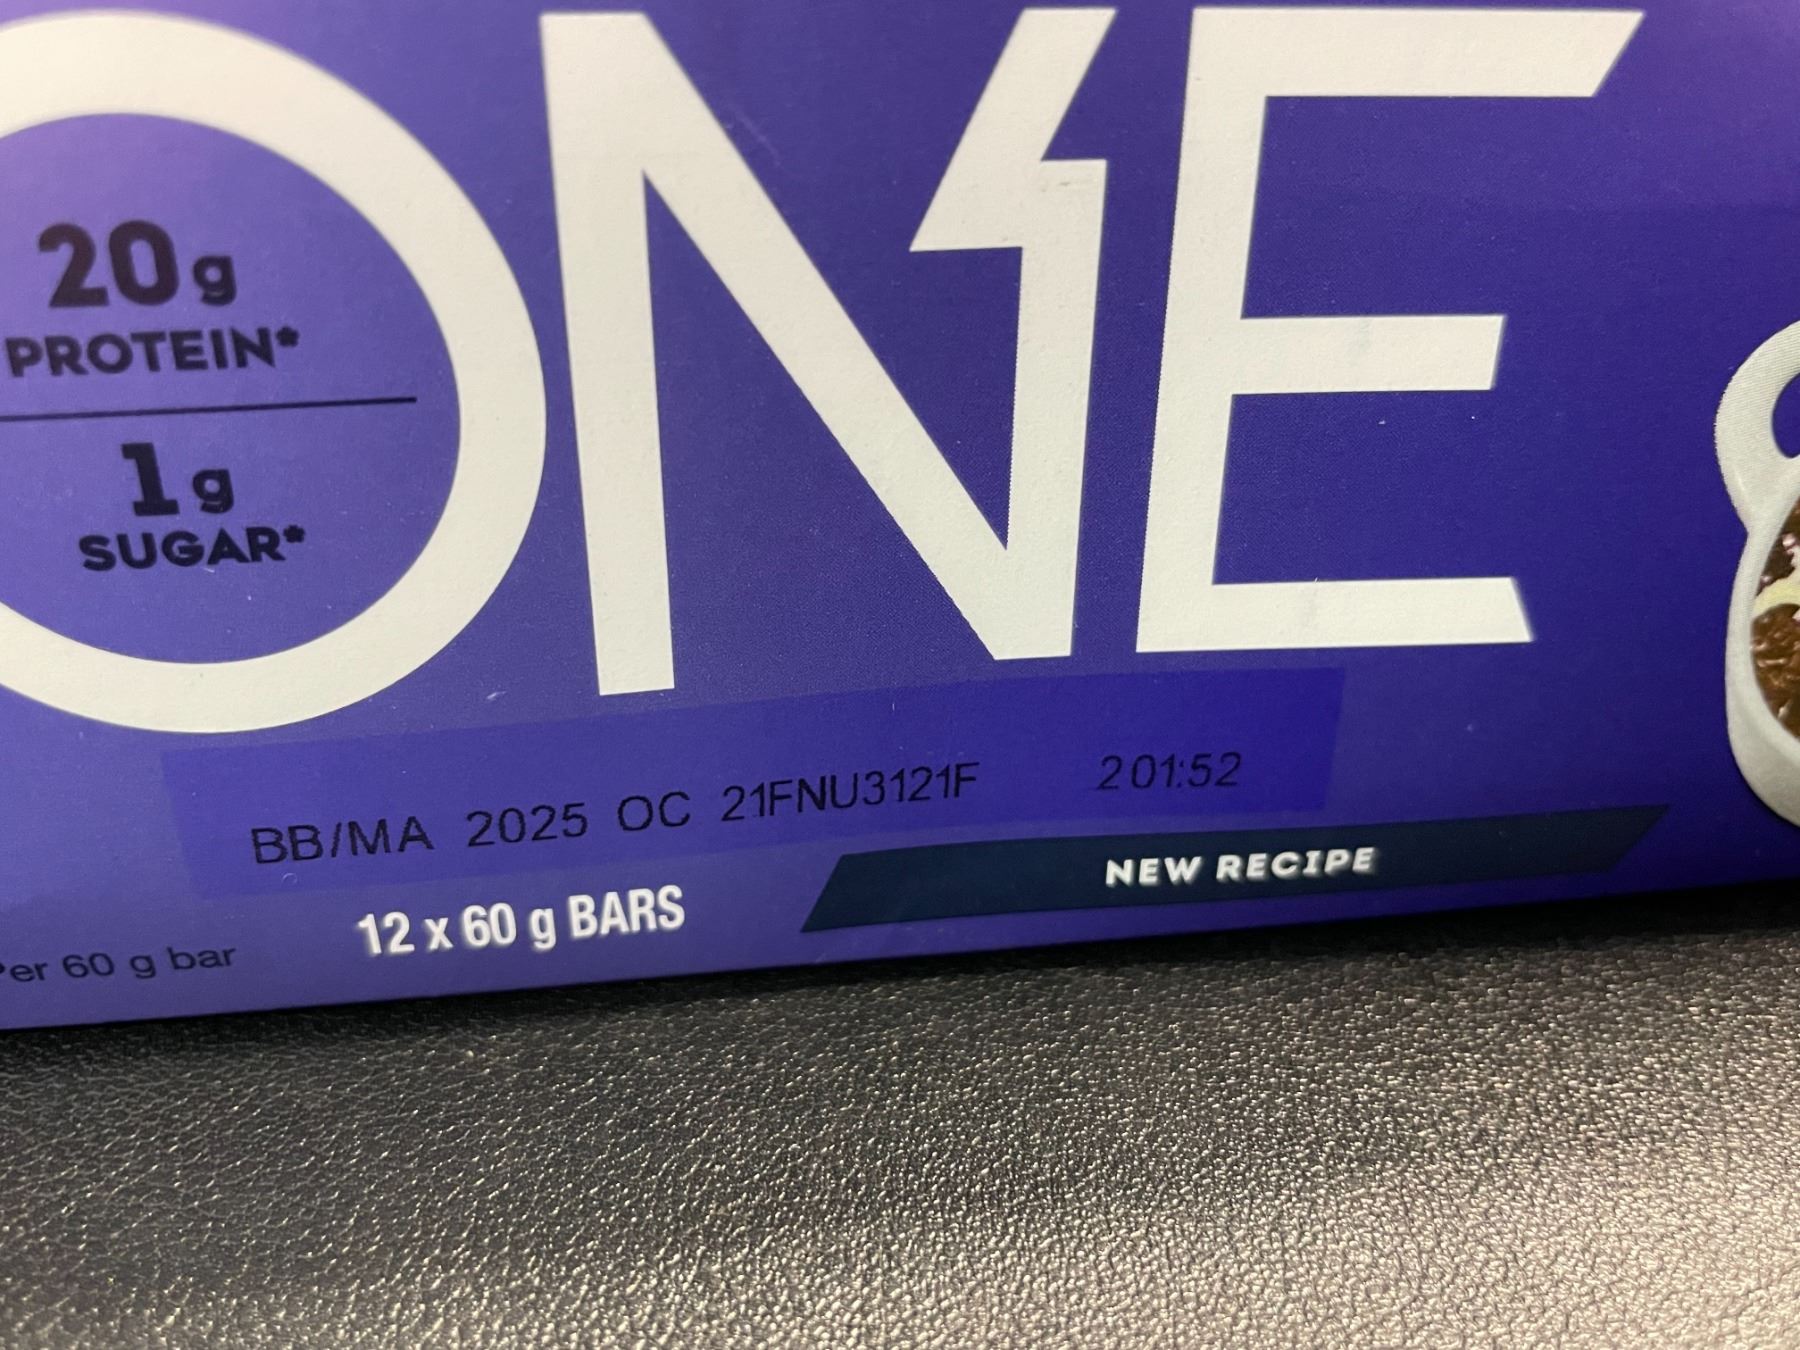 ONE
20g
PROTEIN*
1g
SUGAR*
BB/MA 2025 OC 21FNU3121F 201:52
12 x 60 g BARS
NEW RECIPE
Per 60 g bar